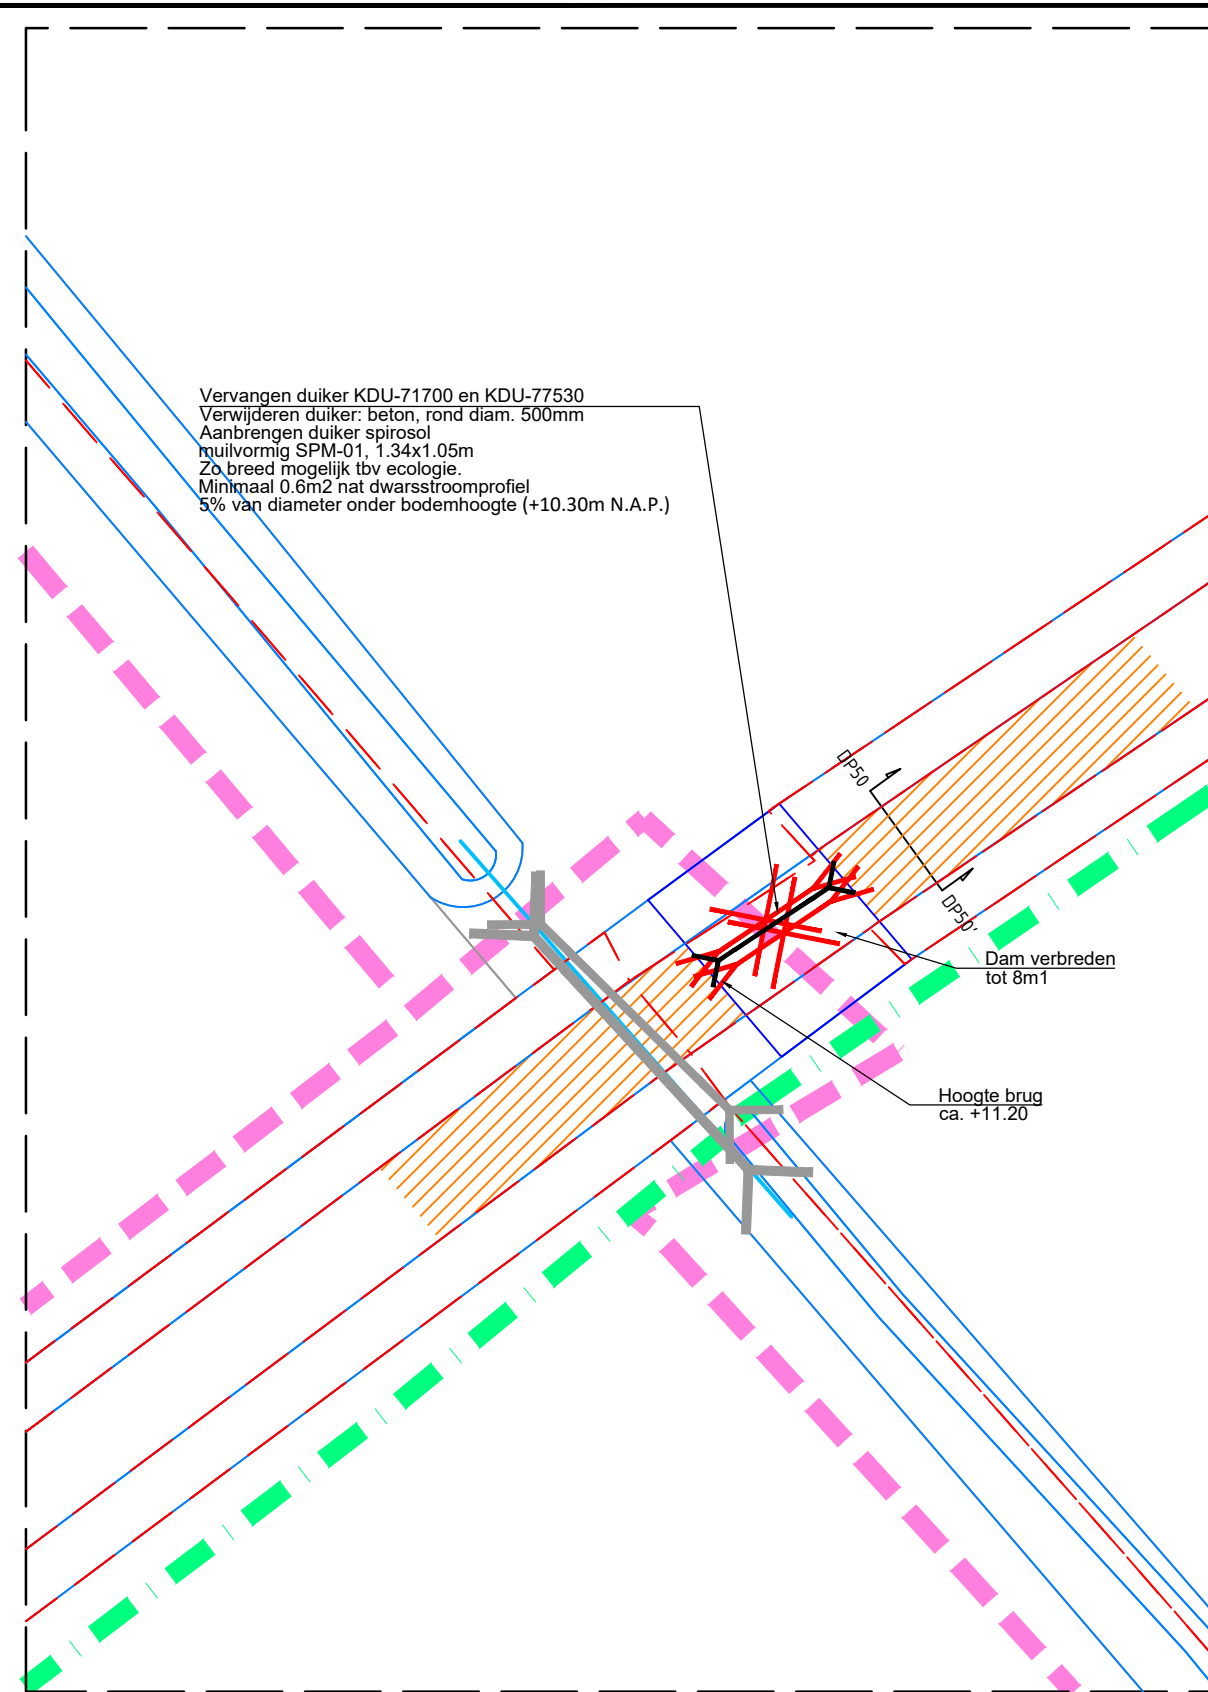 Vervangen duiker KDU-71700 en KDU-77530
Verwijderen duiker: beton, rond diam. 500mm
Aanbrengen duiker spirosol
muilvormig SPM-01, 1.34x1.05m
Zo breed mogelijk tbv ecologie.
Minimaal 0.6m2 nat dwarsstroomprofiel
5% van diameter onder bodemhoogte (+10.30m N.A.P.)
DP50
DP50'
Dam verbreden
tot 8m1
Hoogte brug
ca. +11.20